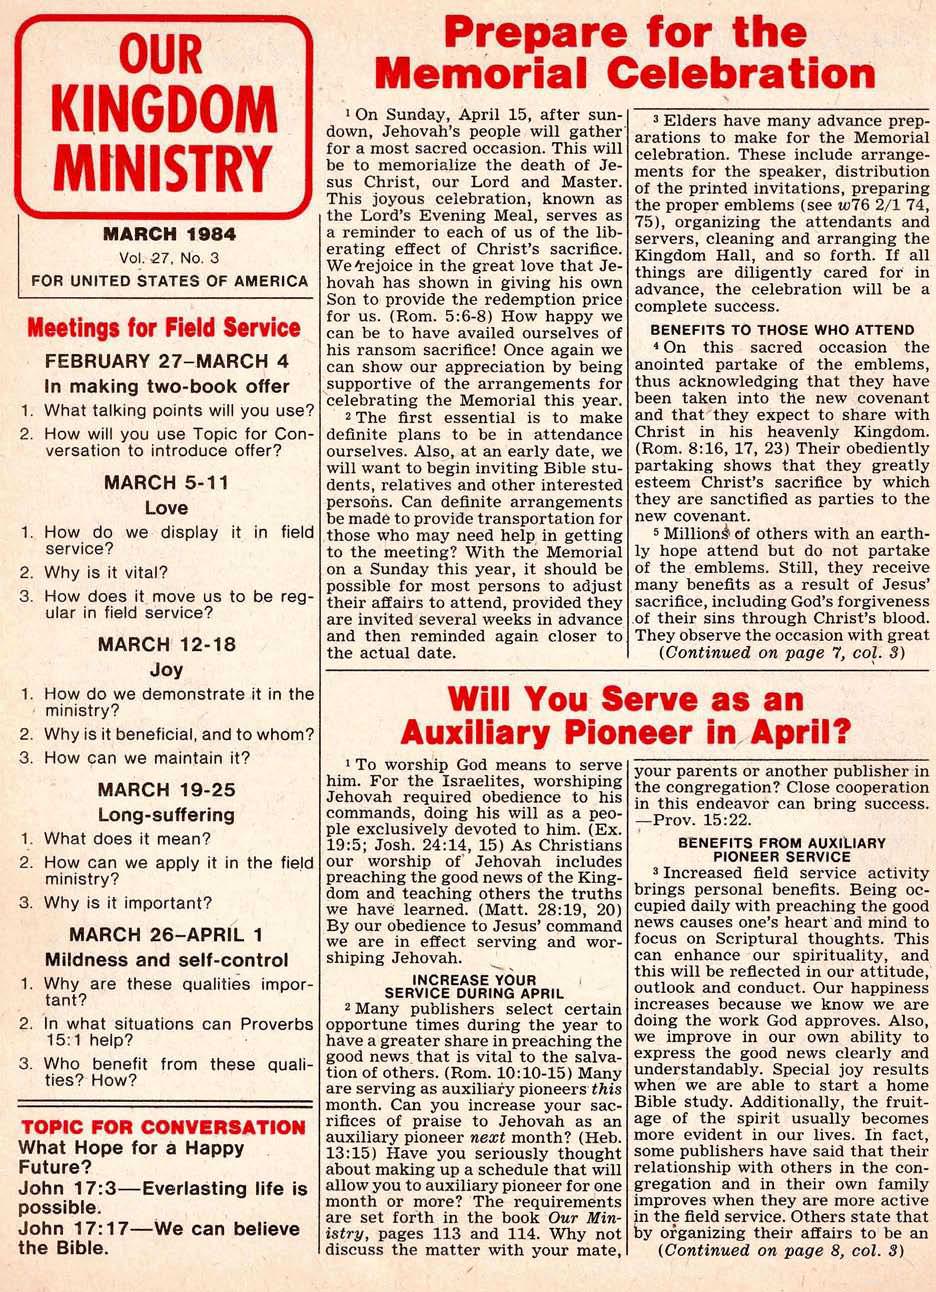 OUR
KINGDOM
MINISTRY
MARCH 1984
Vol. 27, No. 3
FOR UNITED STATES OF AMERICA
Meetings for Field Service
FEBRUARY 27–MARCH 4
In making two-book offer
1. What talking points will you use?
2. How will you use Topic for Con-
versation to introduce offer?
MARCH 5-11
Love
1. How do we display it in field
service?
2. Why is it vital?
3. How does it move us to be reg-
ular in field service?
MARCH 12-18
Joy
1. How do we demonstrate it in the
ministry?
2. Why is it beneficial, and to whom?
3. How can we maintain it?
MARCH 19-25
Long-suffering
1. What does it mean?
2. How can we apply it in the field
ministry?
3. Why is it important?
MARCH 26–APRIL 1
Mildness and self-control
1. Why are these qualities impor-
tant?
2. In what situations can Proverbs
15:1 help?
3. Who benefit from these quali-
ties? How?
TOPIC FOR CONVERSATION
What Hope for a Happy
Future?
John 17:3—Everlasting life is
possible.
John 17:17—We can believe
the Bible.
Prepare for the
Memorial Celebration
1 On Sunday, April 15, after sun-
down, Jehovah's people will gather
for a most sacred occasion. This will
be to memorialize the death of Je-
sus Christ, our Lord and Master.
This joyous celebration, known as
the Lord's Evening Meal, serves as
a reminder to each of us of the lib-
erating effect of Christ's sacrifice.
We rejoice in the great love that Je-
hovah has shown in giving his own
Son to provide the redemption price
for us. (Rom. 5:6-8) How happy we
can be to have availed ourselves of
his ransom sacrifice! Once again we
can show our appreciation by being
supportive of the arrangements for
celebrating the Memorial this year.
2 The first essential is to make
definite plans to be in attendance
ourselves. Also, at an early date, we
will want to begin inviting Bible stu-
dents, relatives and other interested
persons. Can definite arrangements
be made to provide transportation for
those who may need help in getting
to the meeting? With the Memorial
on a Sunday this year, it should be
possible for most persons to adjust
their affairs to attend, provided they
are invited several weeks in advance
and then reminded again closer to
the actual date.
3 Elders have many advance prep-
arations to make for the Memorial
celebration. These include arrange-
ments for the speaker, distribution
of the printed invitations, preparing
the proper emblems (see w76 2/1 74,
75), organizing the attendants and
servers, cleaning and arranging the
Kingdom Hall, and so forth. If all
things are diligently cared for in
advance, the celebration will be a
complete success.
BENEFITS TO THOSE WHO ATTEND
4 On this sacred occasion the
anointed partake of the emblems,
thus acknowledging that they have
been taken into the new covenant
and that they expect to share with
Christ in his heavenly Kingdom.
(Rom. 8:16, 17, 23) Their obediently
partaking shows that they greatly
esteem Christ's sacrifice by which
they are sanctified as parties to the
new covenant.
5 Millions of others with an earth-
ly hope attend but do not partake
of the emblems. Still, they receive
many benefits as a result of Jesus'
sacrifice, including God's forgiveness
of their sins through Christ's blood.
They observe the occasion with great
(Continued on page 7, col. 3)
Will You Serve as an
Auxiliary Pioneer in April?
1 To worship God means to serve
him. For the Israelites, worshiping
Jehovah required obedience to his
commands, doing his will as a peo-
ple exclusively devoted to him. (Ex.
19:5; Josh. 24:14, 15) As Christians
our worship of Jehovah includes
preaching the good news of the King-
dom and teaching others the truths
we have learned. (Matt. 28:19, 20)
By our obedience to Jesus' command
we are in effect serving and wor-
shiping Jehovah.
INCREASE YOUR
SERVICE DURING APRIL
2 Many publishers select certain
opportune times during the year to
have a greater share in preaching the
good news that is vital to the salva-
tion of others. (Rom. 10:10-15) Many
are serving as auxiliary pioneers this
month. Can you increase your sac-
rifices of praise to Jehovah as an
auxiliary pioneer next month? (Heb.
13:15) Have you seriously thought
about making up a schedule that will
allow you to auxiliary pioneer for one
month or more? The requirements
are set forth in the book Our Min-
istry, pages 113 and 114. Why not
discuss the matter with your mate,
your parents or another publisher in
the congregation? Close cooperation
in this endeavor can bring success.
—Prov. 15:22.
BENEFITS FROM AUXILIARY
PIONEER SERVICE
3 Increased field service activity
brings personal benefits. Being oc-
cupied daily with preaching the good
news causes one's heart and mind to
focus on Scriptural thoughts. This
can enhance our spirituality, and
this will be reflected in our attitude,
outlook and conduct. Our happiness
increases because we know we are
doing the work God approves. Also,
we improve in our own ability to
express the good news clearly and
understandably. Special joy results
when we are able to start a home
Bible study. Additionally, the fruit-
age of the spirit usually becomes
more evident in our lives. In fact,
some publishers have said that their
relationship with others in the con-
gregation and in their own family
improves when they are more active
in the field service. Others state that
by organizing their affairs to be an
(Continued on page 8, col. 3)